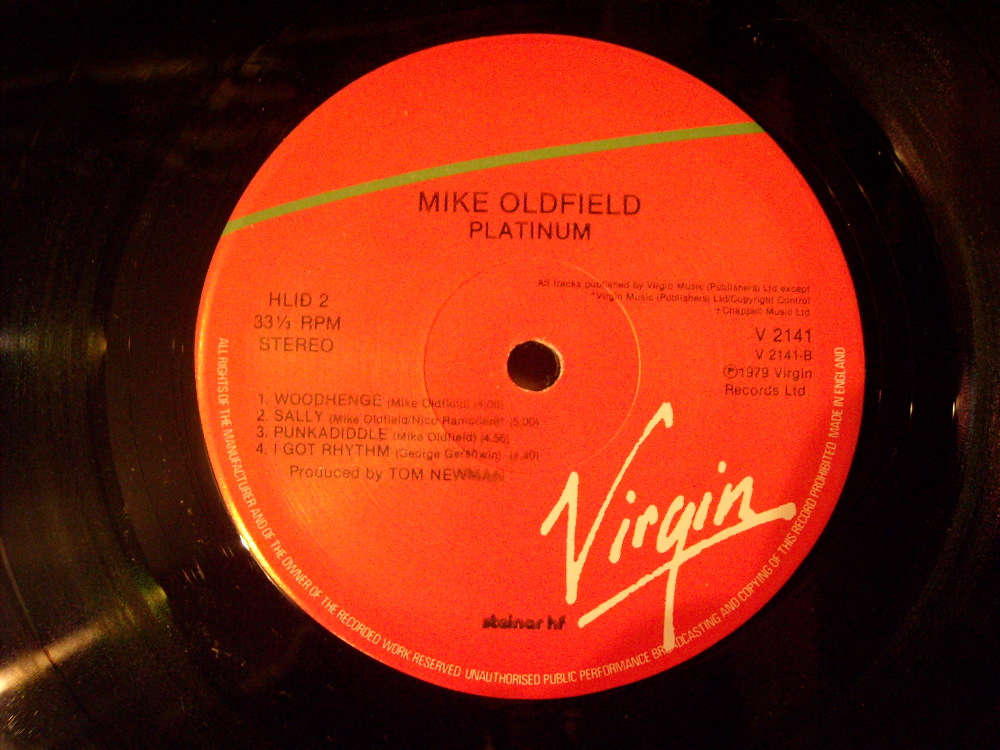 MIKE OLDFIELD
PLATINUM
All tracks published by Virgin Music (Publishers) Ltd except
*Virgin Music (Publishers) Ltd/Copyright Control
†Chappell Music Ltd
HLIÐ 2
33⅓ RPM
STEREO
V 2141
V 2141-B
Ⓟ1979 Virgin
Records Ltd
1. WOODHENGE (Mike Oldfield)
2. SALLY (Mike Oldfield/Nico Ramsden)* (5.00)
3. PUNKADIDDLE (Mike Oldfield) (4.56)
4. I GOT RHYTHM (George Gershwin)
Produced by TOM NEWMAN
Virgin
steinar hf
ALL RIGHTS OF THE MANUFACTURER AND OF THE OWNER OF THE RECORDED WORK RESERVED UNAUTHORISED PUBLIC PERFORMANCE BROADCASTING AND COPYING OF THIS RECORD PROHIBITED MADE IN ENGLAND